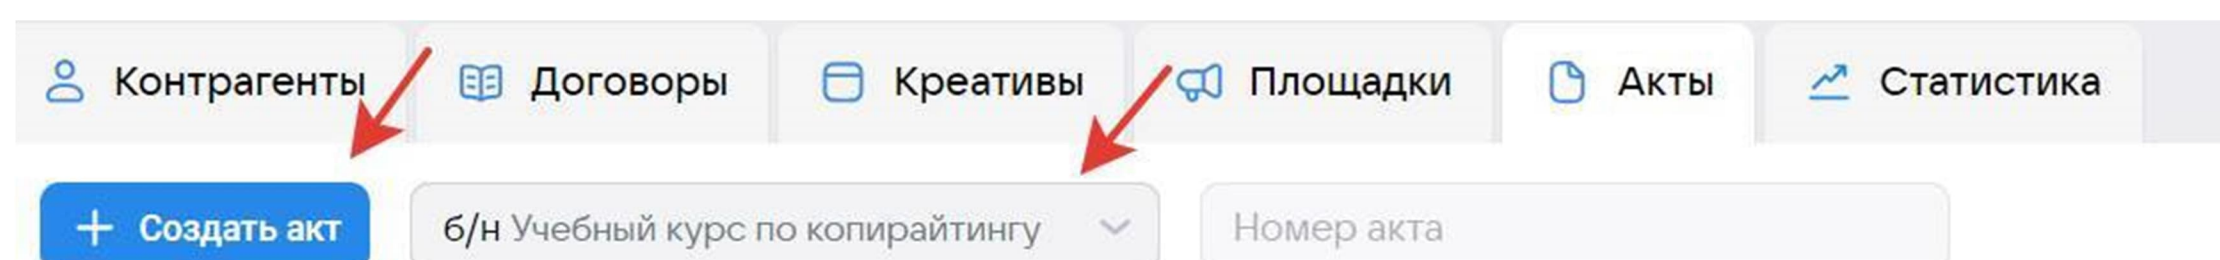 Контрагенты Договоры Креативы Площадки Акты Статистика
Создать акт б/н Учебный курс по копирайтингу Номер акта